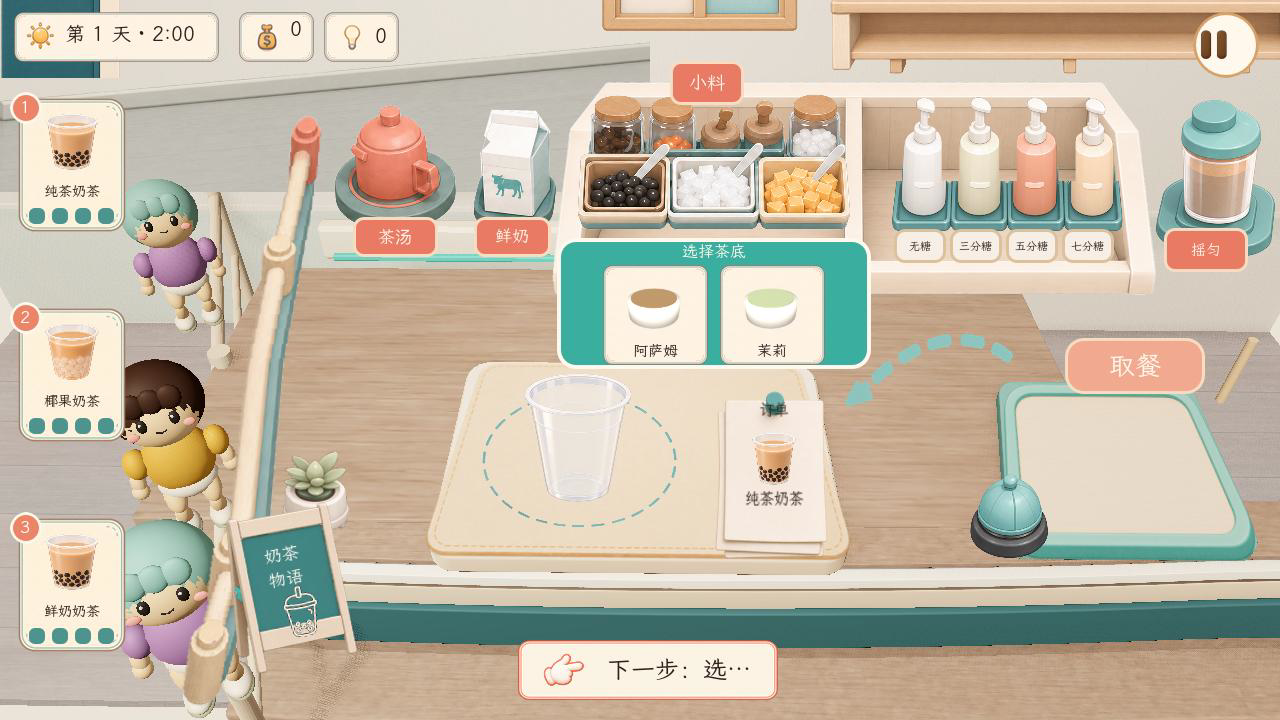 第 1 天・2:00
0
0
小料
1
纯茶奶茶
茶汤
鲜奶
无糖
三分糖
五分糖
七分糖
摇匀
选择茶底
阿萨姆
茉莉
2
椰果奶茶
取餐
订单
纯茶奶茶
3
鲜奶奶茶
奶茶
物语
下一步：选…